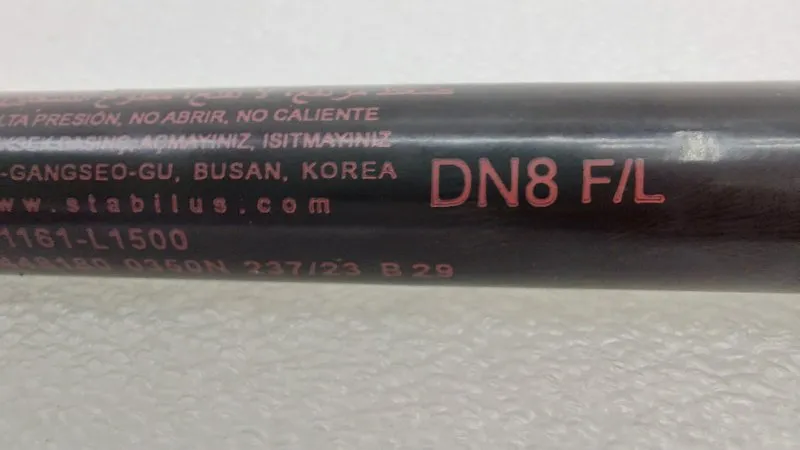 LTA PRESIÓN, NO ABRIR, NO CALIENTE
AÇMAYINIZ, ISITMAYINIZ
-GANGSEO-GU, BUSAN, KOREA
DN8 F/L
w.stabilus.com
1161-L1500
0350N 237/23 B 29